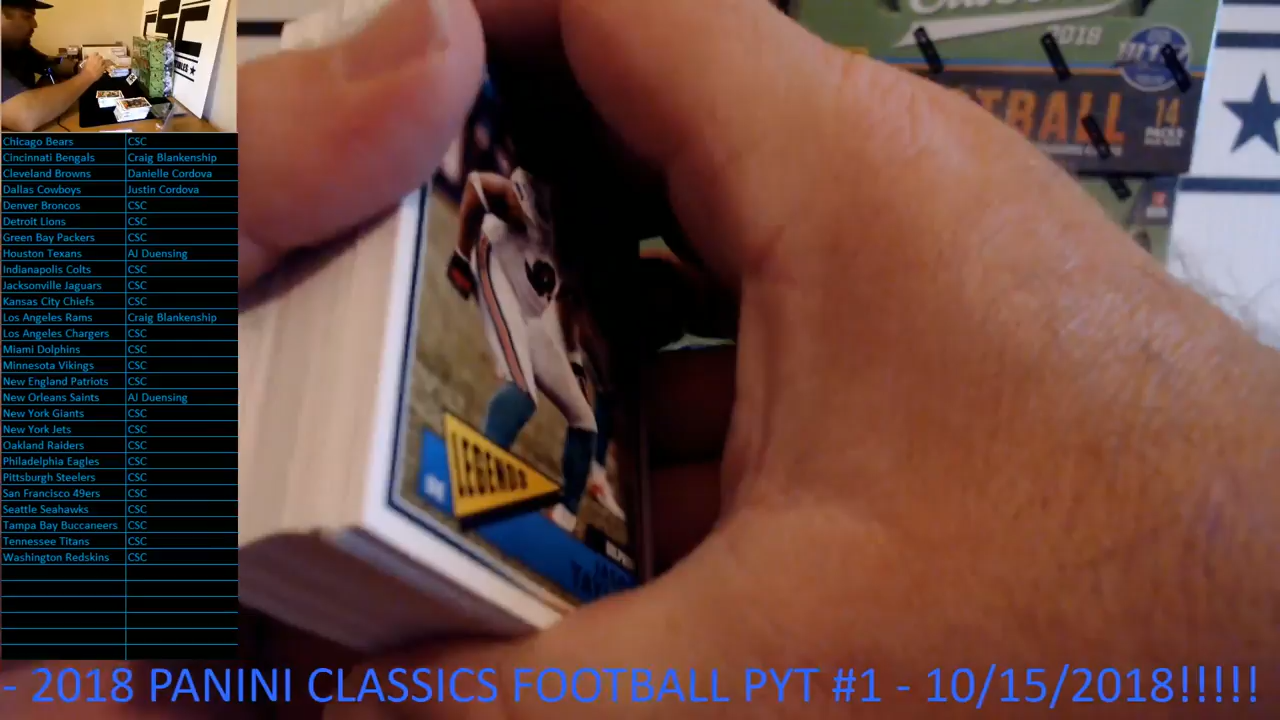 CSC
Classics
2018
FOOTBALL 14
PACKS
Chicago Bears CSC
Cincinnati Bengals Craig Blankenship
Cleveland Browns Danielle Cordova
Dallas Cowboys Justin Cordova
Denver Broncos CSC
Detroit Lions CSC
Green Bay Packers CSC
Houston Texans AJ Duensing
Indianapolis Colts CSC
Jacksonville Jaguars CSC
Kansas City Chiefs CSC
Los Angeles Rams Craig Blankenship
Los Angeles Chargers CSC
Miami Dolphins CSC
Minnesota Vikings CSC
New England Patriots CSC
New Orleans Saints AJ Duensing
New York Giants CSC
New York Jets CSC
Oakland Raiders CSC
Philadelphia Eagles CSC
Pittsburgh Steelers CSC
San Francisco 49ers CSC
Seattle Seahawks CSC
Tampa Bay Buccaneers CSC
Tennessee Titans CSC
Washington Redskins CSC
LEGENDS
- 2018 PANINI CLASSICS FOOTBALL PYT #1 - 10/15/2018!!!!!